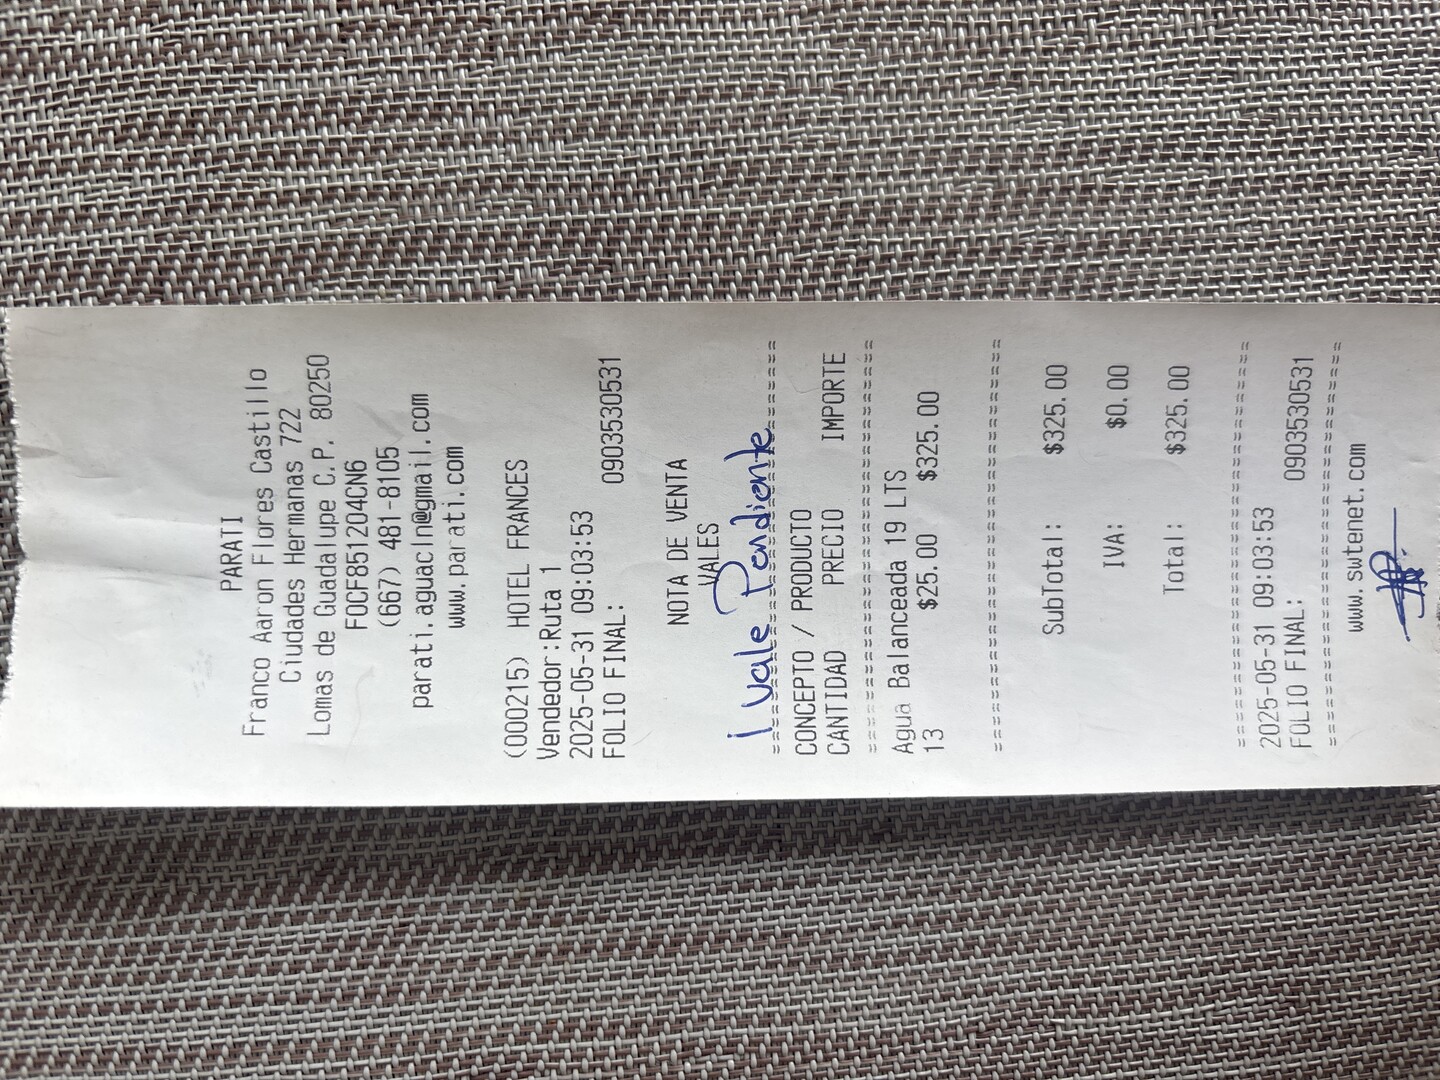 PARATI
Franco Aaron Flores Castillo
Ciudades Hermanas 722
Lomas de Guadalupe C.P. 80250
FOCF851204CN6
(667) 481-8105
parati.aguacln@gmail.com
www.parati.com
(000215) HOTEL FRANCES
Vendedor:Ruta 1
2025-05-31 09:03:53
FOLIO FINAL: 0903530531
NOTA DE VENTA
VALES
1 vale Pendiente
==============================
CONCEPTO / PRODUCTO
CANTIDAD PRECIO IMPORTE
==============================
Agua Balanceada 19 LTS
13 $25.00 $325.00
==============================
SubTotal: $325.00
IVA: $0.00
Total: $325.00
==============================
2025-05-31 09:03:53
FOLIO FINAL: 0903530531
==============================
www.swtenet.com